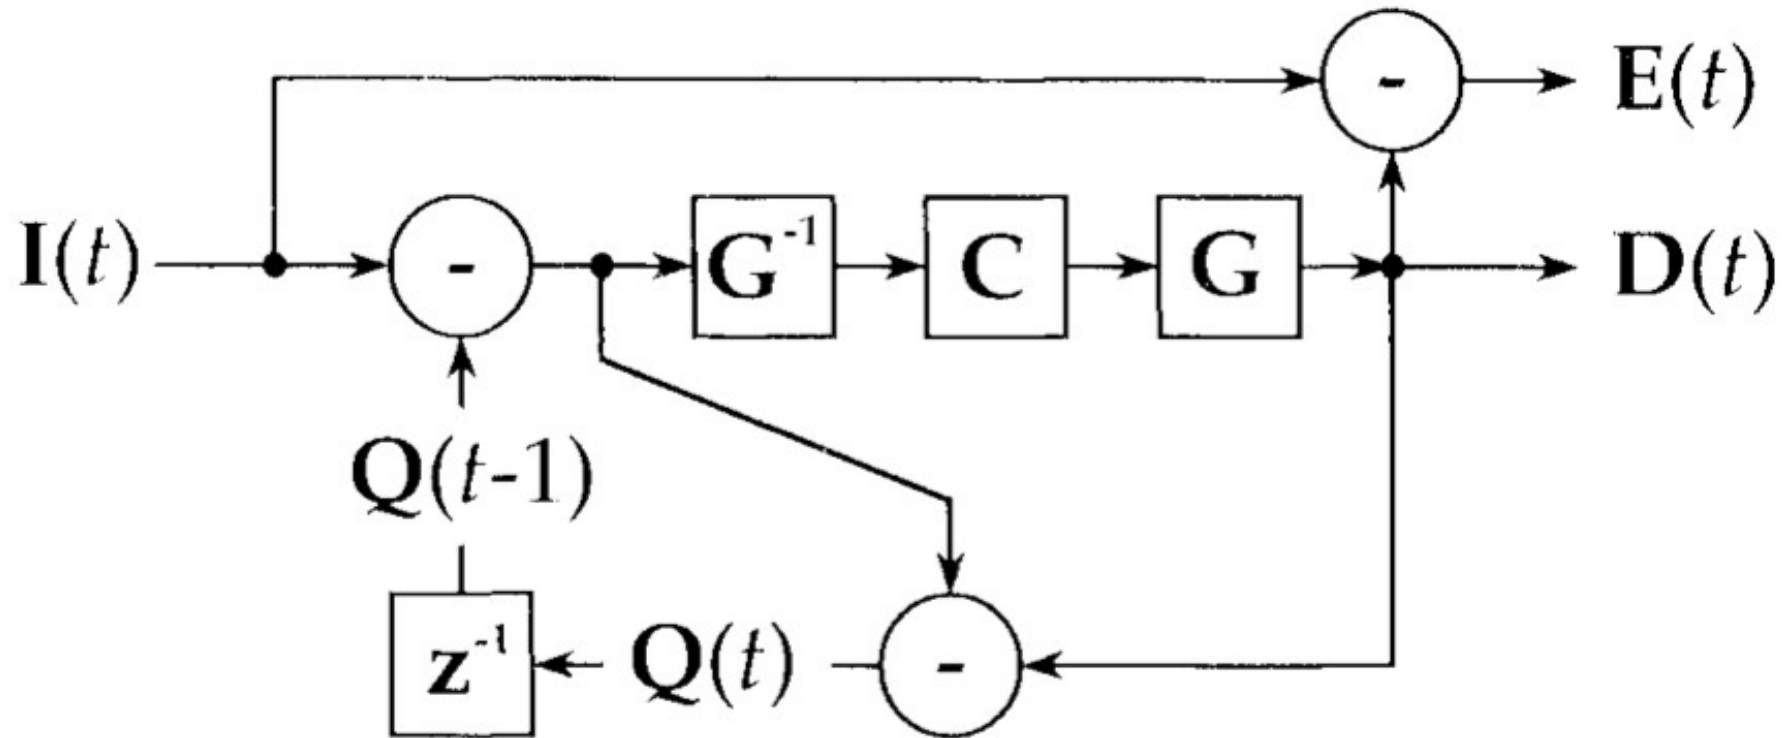 -
E(t)
I(t)
-
G⁻¹
C
G
D(t)
Q(t-1)
z⁻¹
Q(t)
-